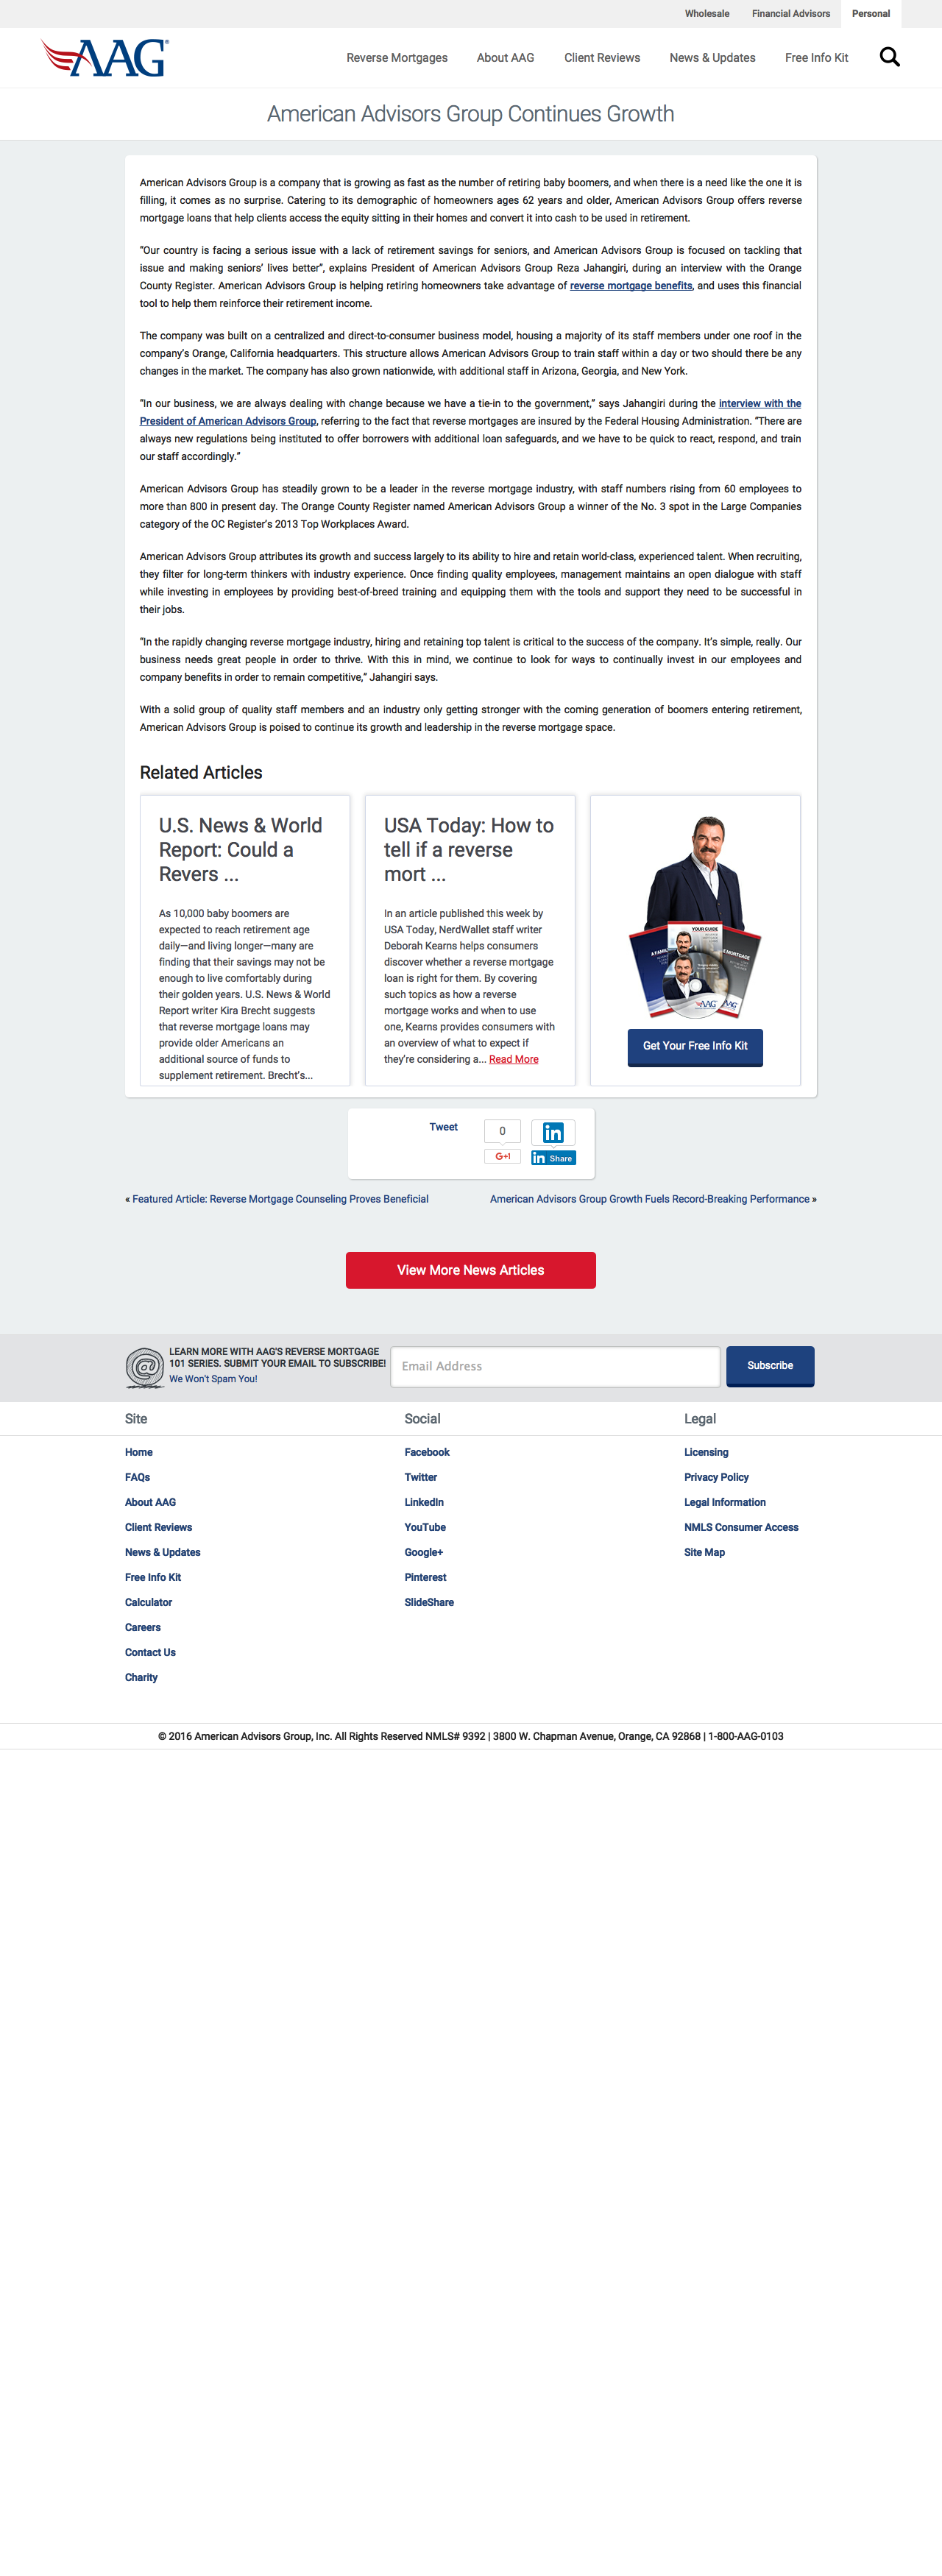 Wholesale Financial Advisors Personal
AAG®
Reverse Mortgages About AAG Client Reviews News & Updates Free Info Kit
American Advisors Group Continues Growth
American Advisors Group is a company that is growing as fast as the number of retiring baby boomers, and when there is a need like the one it is
filling, it comes as no surprise. Catering to its demographic of homeowners ages 62 years and older, American Advisors Group offers reverse
mortgage loans that help clients access the equity sitting in their homes and convert it into cash to be used in retirement.
“Our country is facing a serious issue with a lack of retirement savings for seniors, and American Advisors Group is focused on tackling that
issue and making seniors’ lives better”, explains President of American Advisors Group Reza Jahangiri, during an interview with the Orange
County Register. American Advisors Group is helping retiring homeowners take advantage of reverse mortgage benefits, and uses this financial
tool to help them reinforce their retirement income.
The company was built on a centralized and direct-to-consumer business model, housing a majority of its staff members under one roof in the
company’s Orange, California headquarters. This structure allows American Advisors Group to train staff within a day or two should there be any
changes in the market. The company has also grown nationwide, with additional staff in Arizona, Georgia, and New York.
“In our business, we are always dealing with change because we have a tie-in to the government,” says Jahangiri during the interview with the
President of American Advisors Group, referring to the fact that reverse mortgages are insured by the Federal Housing Administration. “There are
always new regulations being instituted to offer borrowers with additional loan safeguards, and we have to be quick to react, respond, and train
our staff accordingly.”
American Advisors Group has steadily grown to be a leader in the reverse mortgage industry, with staff numbers rising from 60 employees to
more than 800 in present day. The Orange County Register named American Advisors Group a winner of the No. 3 spot in the Large Companies
category of the OC Register’s 2013 Top Workplaces Award.
American Advisors Group attributes its growth and success largely to its ability to hire and retain world-class, experienced talent. When recruiting,
they filter for long-term thinkers with industry experience. Once finding quality employees, management maintains an open dialogue with staff
while investing in employees by providing best-of-breed training and equipping them with the tools and support they need to be successful in
their jobs.
“In the rapidly changing reverse mortgage industry, hiring and retaining top talent is critical to the success of the company. It’s simple, really. Our
business needs great people in order to thrive. With this in mind, we continue to look for ways to continually invest in our employees and
company benefits in order to remain competitive,” Jahangiri says.
With a solid group of quality staff members and an industry only getting stronger with the coming generation of boomers entering retirement,
American Advisors Group is poised to continue its growth and leadership in the reverse mortgage space.
Related Articles
U.S. News & World
Report: Could a
Revers ...
As 10,000 baby boomers are
expected to reach retirement age
daily—and living longer—many are
finding that their savings may not be
enough to live comfortably during
their golden years. U.S. News & World
Report writer Kira Brecht suggests
that reverse mortgage loans may
provide older Americans an
additional source of funds to
supplement retirement. Brecht’s...
USA Today: How to
tell if a reverse
mort ...
In an article published this week by
USA Today, NerdWallet staff writer
Deborah Kearns helps consumers
discover whether a reverse mortgage
loan is right for them. By covering
such topics as how a reverse
mortgage works and when to use
one, Kearns provides consumers with
an overview of what to expect if
they’re considering a... Read More
YOUR GUIDE
AAG
AAG
Get Your Free Info Kit
Tweet
0
G+1
in
in Share
« Featured Article: Reverse Mortgage Counseling Proves Beneficial
American Advisors Group Growth Fuels Record-Breaking Performance »
View More News Articles
LEARN MORE WITH AAG'S REVERSE MORTGAGE
101 SERIES. SUBMIT YOUR EMAIL TO SUBSCRIBE!
We Won't Spam You!
Email Address
Subscribe
Site
Home
FAQs
About AAG
Client Reviews
News & Updates
Free Info Kit
Calculator
Careers
Contact Us
Charity
Social
Facebook
Twitter
LinkedIn
YouTube
Google+
Pinterest
SlideShare
Legal
Licensing
Privacy Policy
Legal Information
NMLS Consumer Access
Site Map
© 2016 American Advisors Group, Inc. All Rights Reserved NMLS# 9392 | 3800 W. Chapman Avenue, Orange, CA 92868 | 1-800-AAG-0103